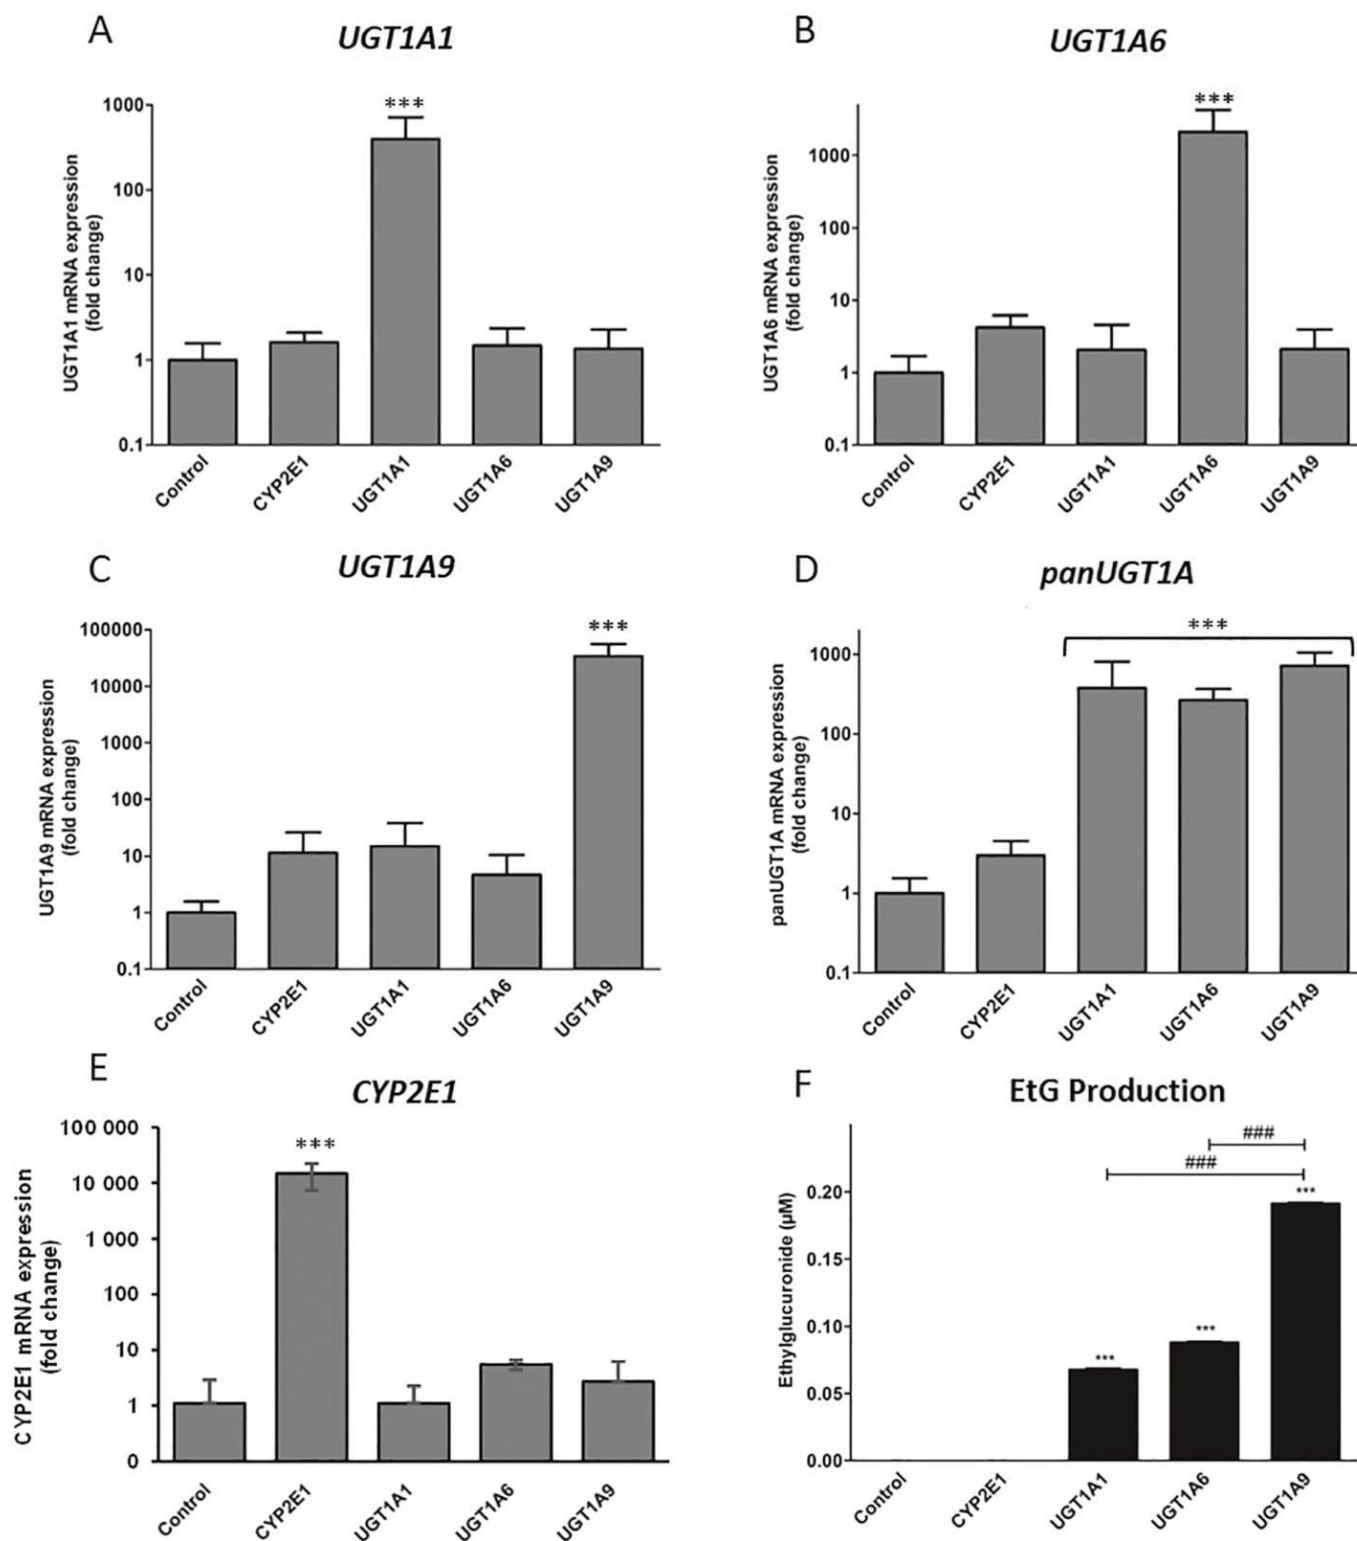 A
UGT1A1
UGT1A1 mRNA expression
(fold change)
1000
100
10
1
0.1
***
Control
CYP2E1
UGT1A1
UGT1A6
UGT1A9
B
UGT1A6
UGT1A6 mRNA expression
(fold change)
1000
100
10
1
0.1
***
Control
CYP2E1
UGT1A1
UGT1A6
UGT1A9
C
UGT1A9
UGT1A9 mRNA expression
(fold change)
100000
10000
1000
100
10
1
0.1
***
Control
CYP2E1
UGT1A1
UGT1A6
UGT1A9
D
panUGT1A
panUGT1A mRNA expression
(fold change)
1000
100
10
1
0.1
***
Control
CYP2E1
UGT1A1
UGT1A6
UGT1A9
E
CYP2E1
CYP2E1 mRNA expression
(fold change)
100 000
10 000
1 000
100
10
1
0
***
Control
CYP2E1
UGT1A1
UGT1A6
UGT1A9
F
EtG Production
Ethylglucuronide (µM)
0.20
0.15
0.10
0.05
0.00
###
###
***
***
***
Control
CYP2E1
UGT1A1
UGT1A6
UGT1A9